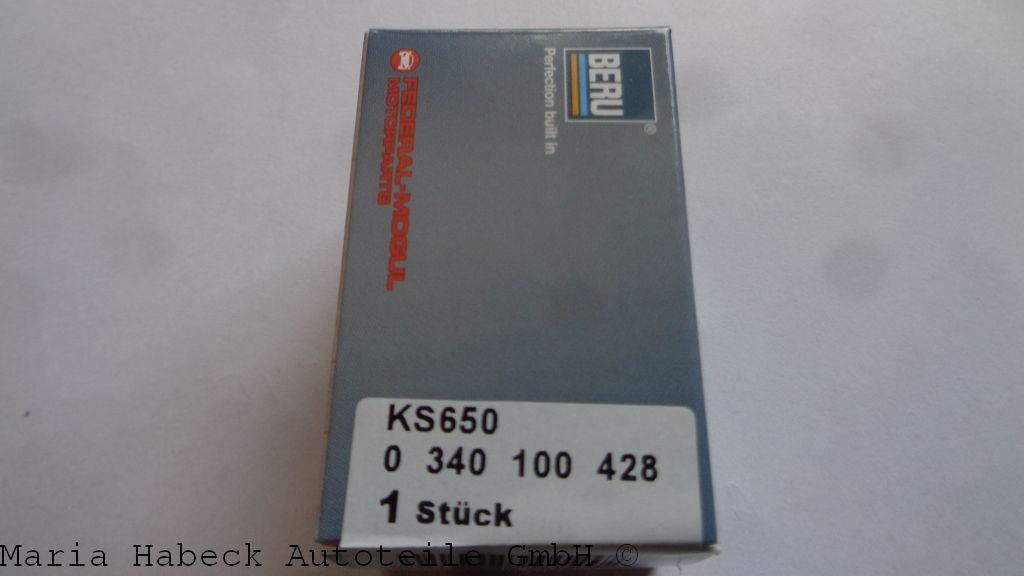 BERU®
Perfection built in
FEDERAL-MOGUL
MOTORPARTS
KS650
0 340 100 428
1 Stück
Maria Habeck Autoteile GmbH ©